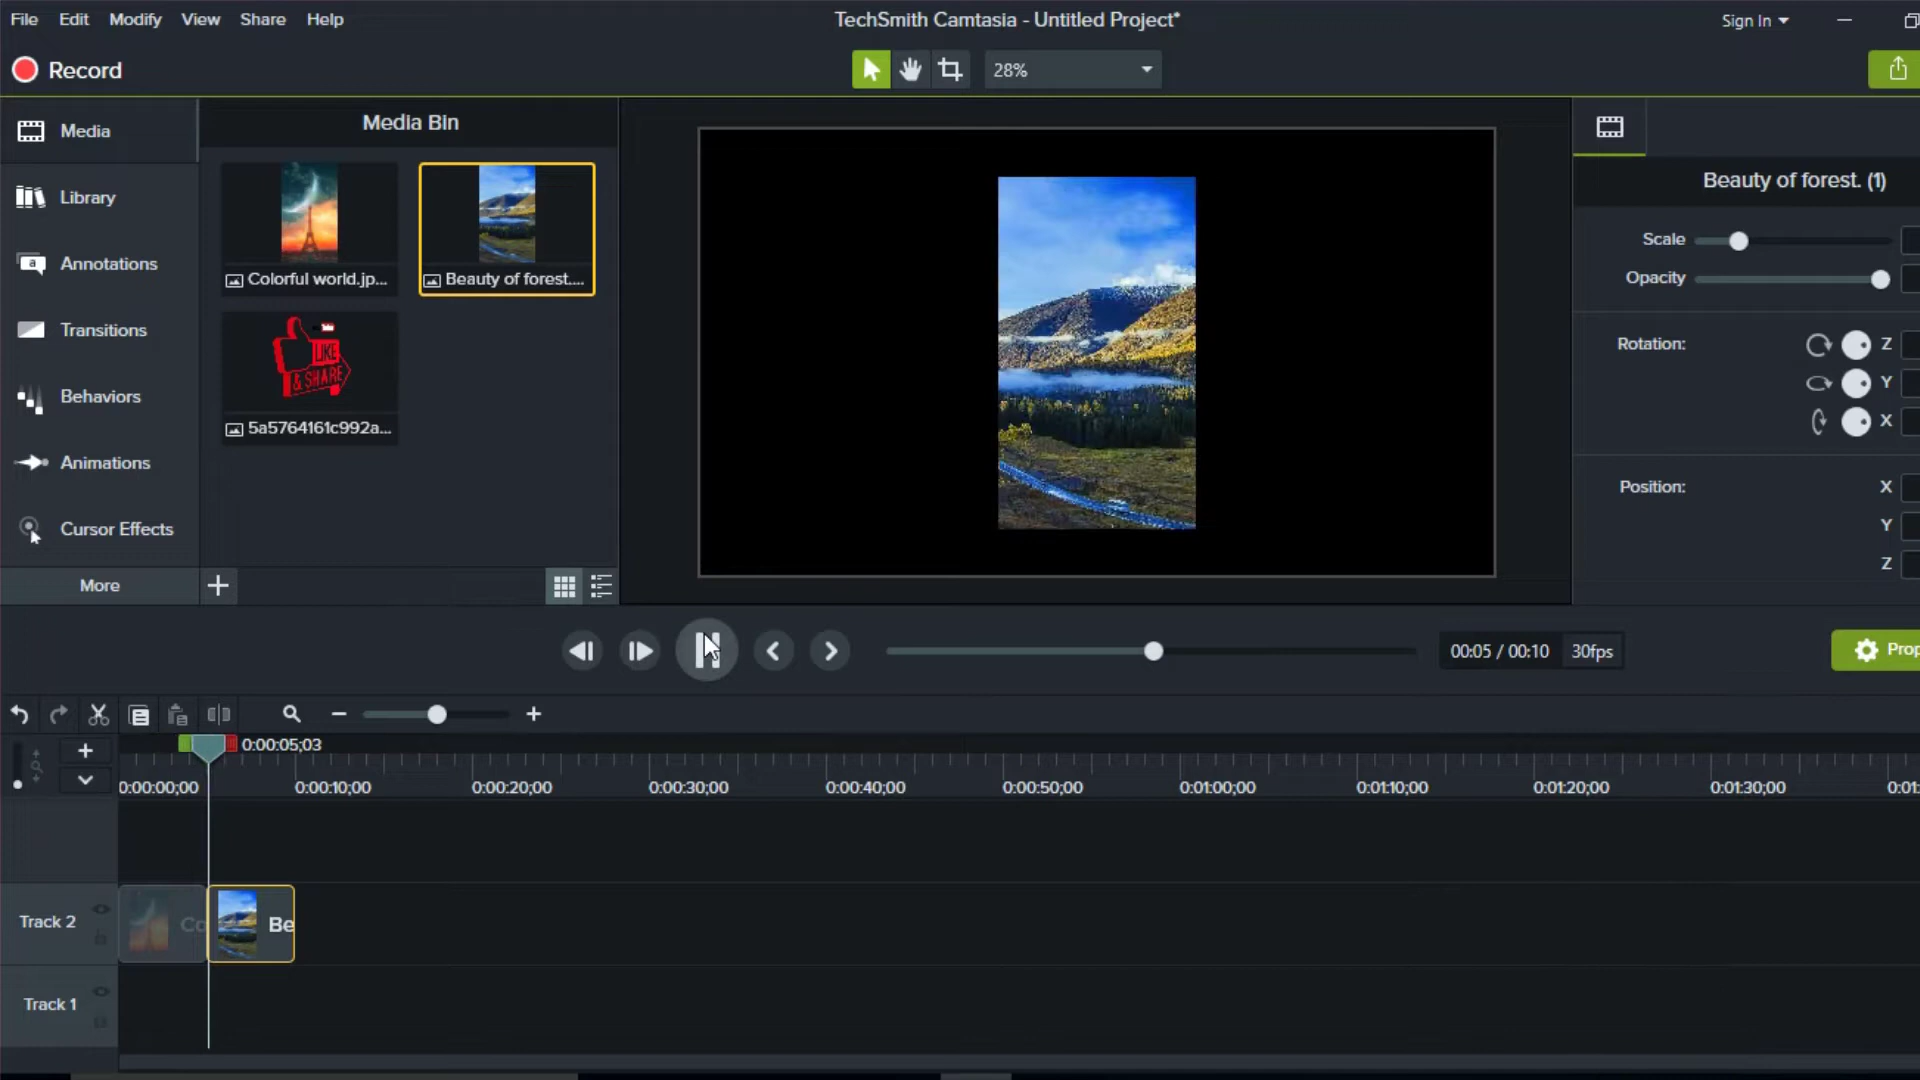 File Edit Modify View Share Help
TechSmith Camtasia - Untitled Project*
Sign In
Record
28%
Media
Media Bin
Library
Annotations
Transitions
Behaviors
Animations
Cursor Effects
More
Colorful world.jp...
Beauty of forest....
LIKE
& SHARE
5a5764161c992a...
Beauty of forest. (1)
Scale
Opacity
Rotation:
Z
Y
X
Position:
X
Y
Z
00:05 / 00:10 30fps
Prop
0:00:05;03
0:00:00;00 0:00:10;00 0:00:20;00 0:00:30;00 0:00:40;00 0:00:50;00 0:01:00;00 0:01:10;00 0:01:20;00 0:01:30;00 0:01:
Track 2
Co
Be
Track 1